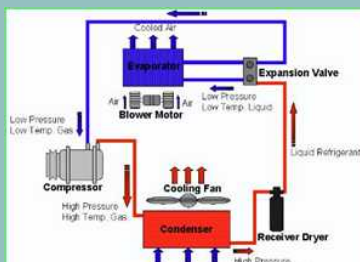 Cooled Air
Evaporator
Expansion Valve
Air
Air
Blower Motor
Low Pressure
Low Temp. Liquid
Low Pressure
Low Temp. Gas
Liquid Refrigerant
Compressor
Cooling Fan
High Pressure
High Temp. Gas
Condenser
Receiver Dryer
High Pressure